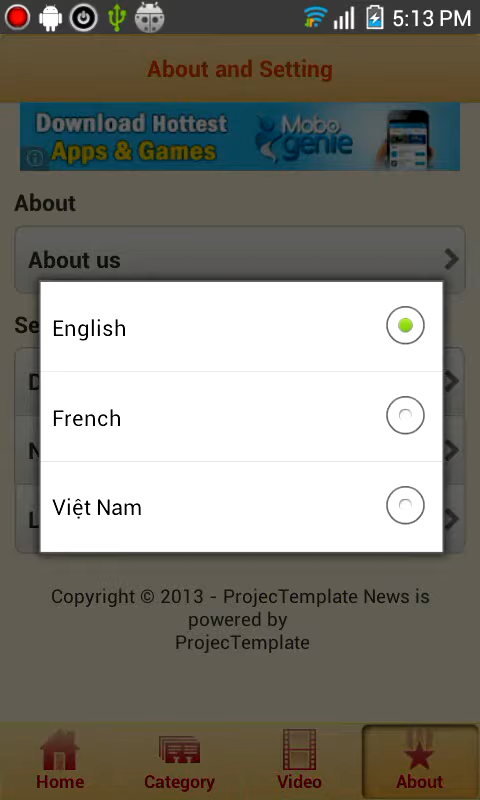 5:13 PM
About and Setting
Download Hottest
Apps & Games
Mobo
genie
About
About us
Se
English
D
French
N
Việt Nam
L
Copyright © 2013 - ProjecTemplate News is
powered by
ProjecTemplate
Home
Category
Video
About